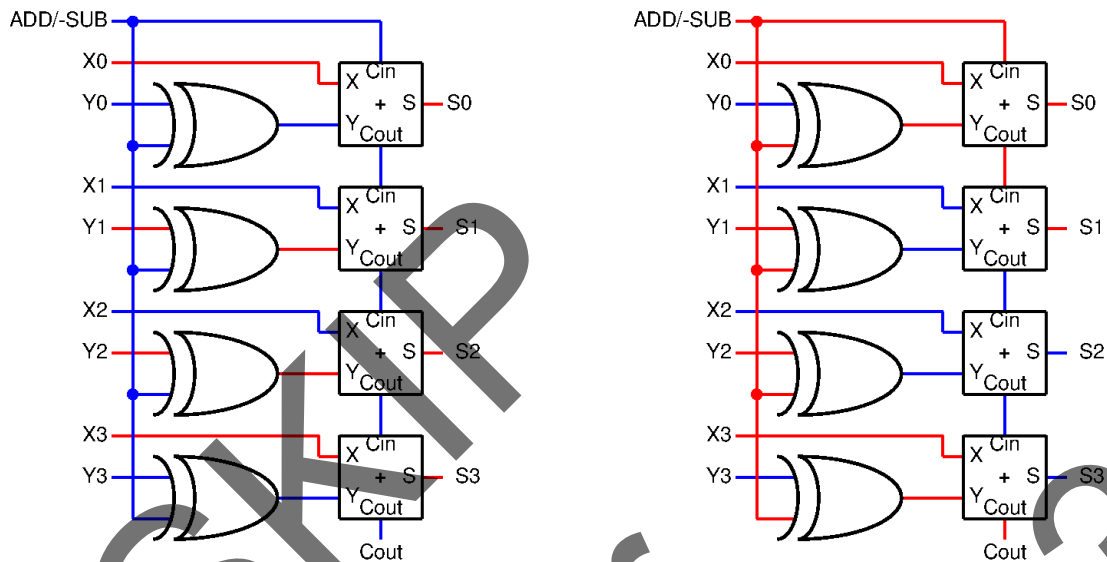 ADD/-SUB
X0
Y0
X Cin
+ S S0
Y Cout
X1
Y1
X Cin
+ S S1
Y Cout
X2
Y2
X Cin
+ S S2
Y Cout
X3
Y3
X Cin
+ S S3
Y Cout
Cout
ADD/-SUB
X0
Y0
X Cin
+ S S0
Y Cout
X1
Y1
X Cin
+ S S1
Y Cout
X2
Y2
X Cin
+ S S2
Y Cout
X3
Y3
X Cin
+ S S3
Y Cout
Cout